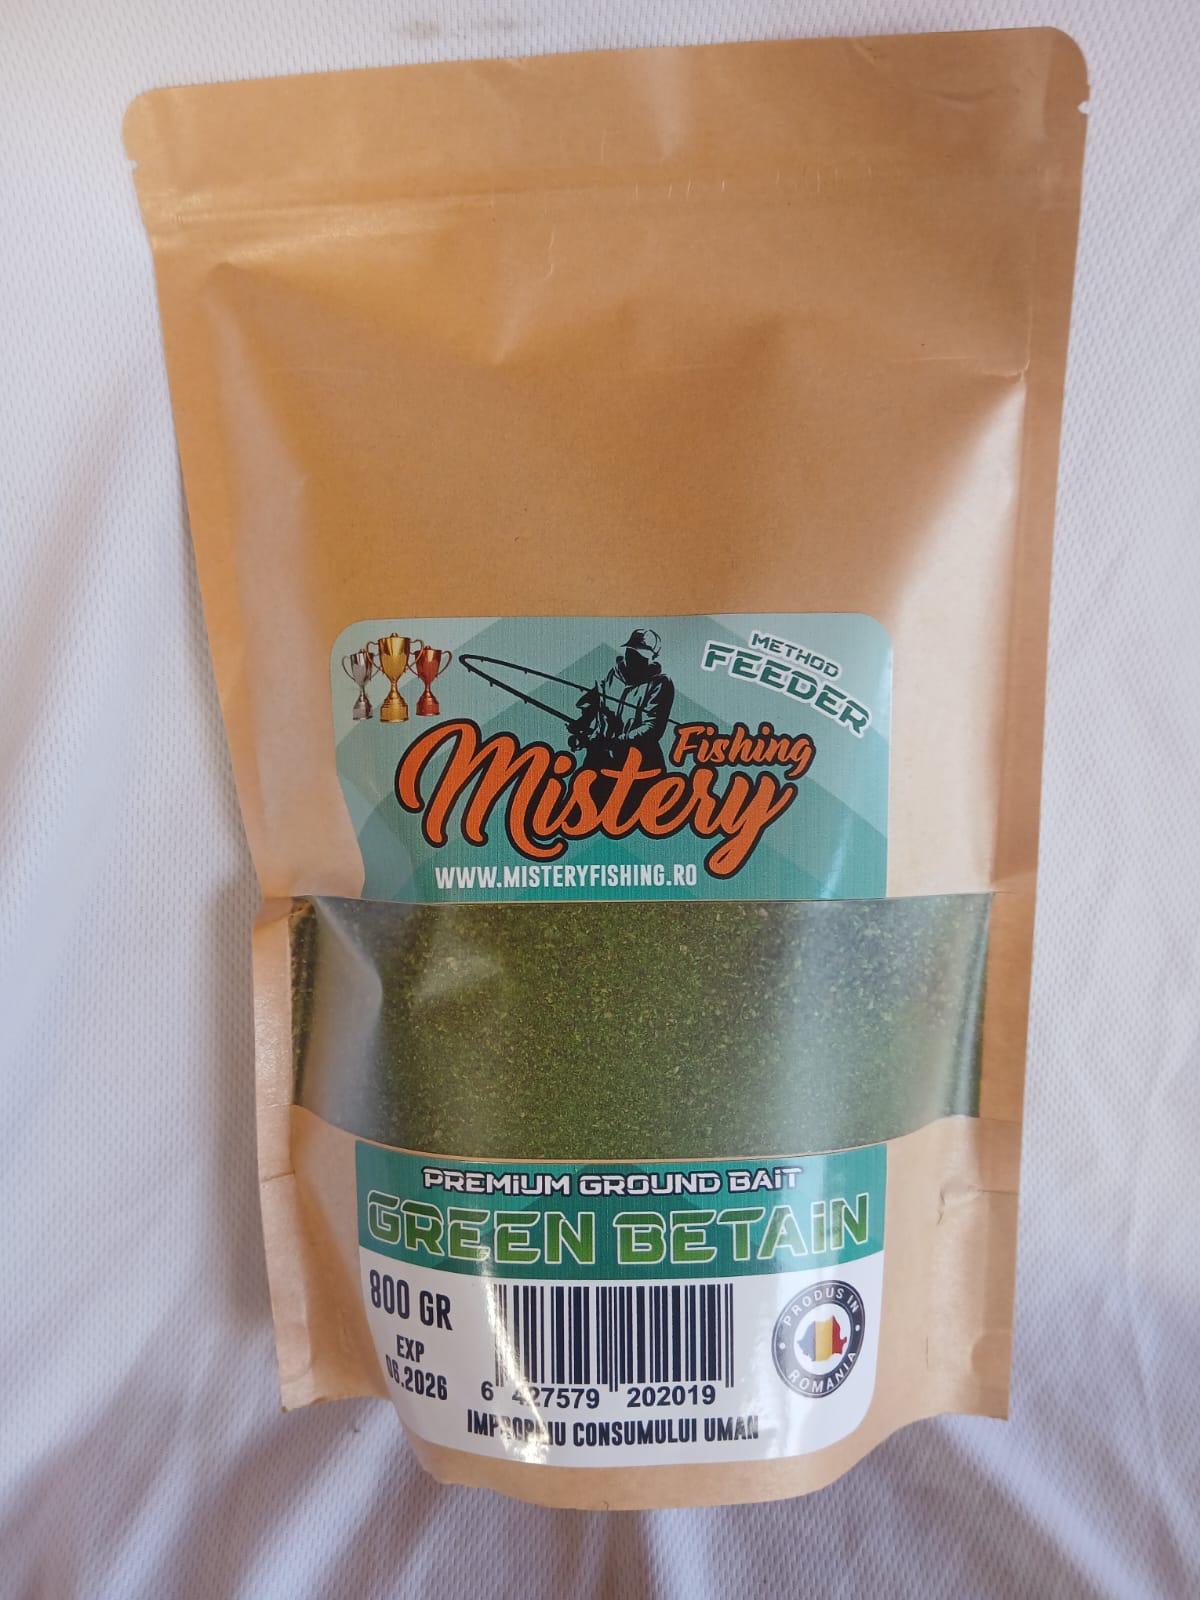 METHOD
FEEDER
Fishing
Mistery
WWW.MISTERYFISHING.RO
PREMiUM GROUND BAiT
GREEN BETAiN
800 GR
EXP
06.2026
6 427579 202019
IMPROPRIU CONSUMULUI UMAN
PRODUS IN
ROMANIA